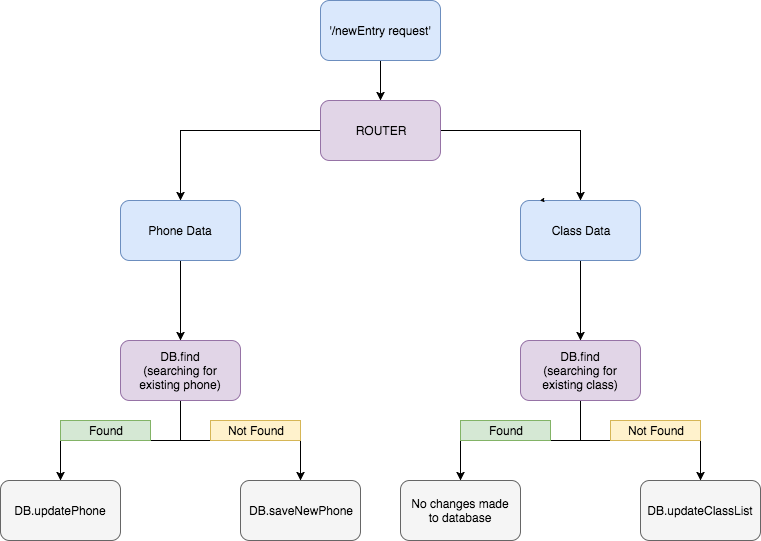 '/newEntry request'
ROUTER
Phone Data
Class Data
DB.find
(searching for
existing phone)
DB.find
(searching for
existing class)
Found
Not Found
Found
Not Found
DB.updatePhone
DB.saveNewPhone
No changes made
to database
DB.updateClassList